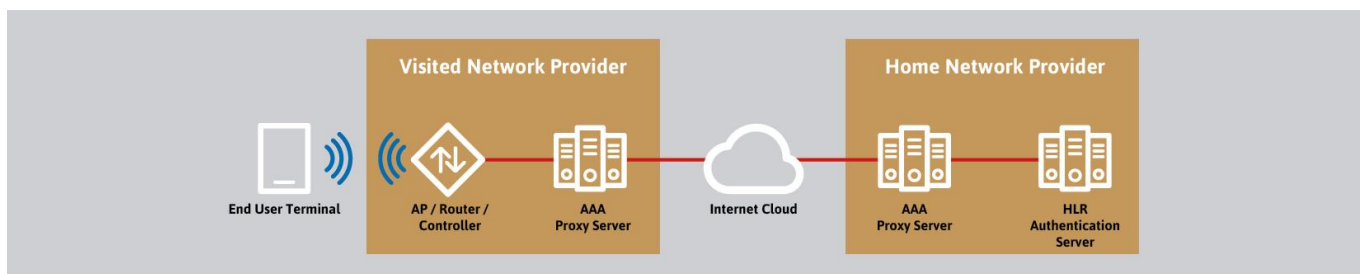 Visited Network Provider
Home Network Provider
End User Terminal
AP / Router /
Controller
AAA
Proxy Server
Internet Cloud
AAA
Proxy Server
HLR
Authentication
Server